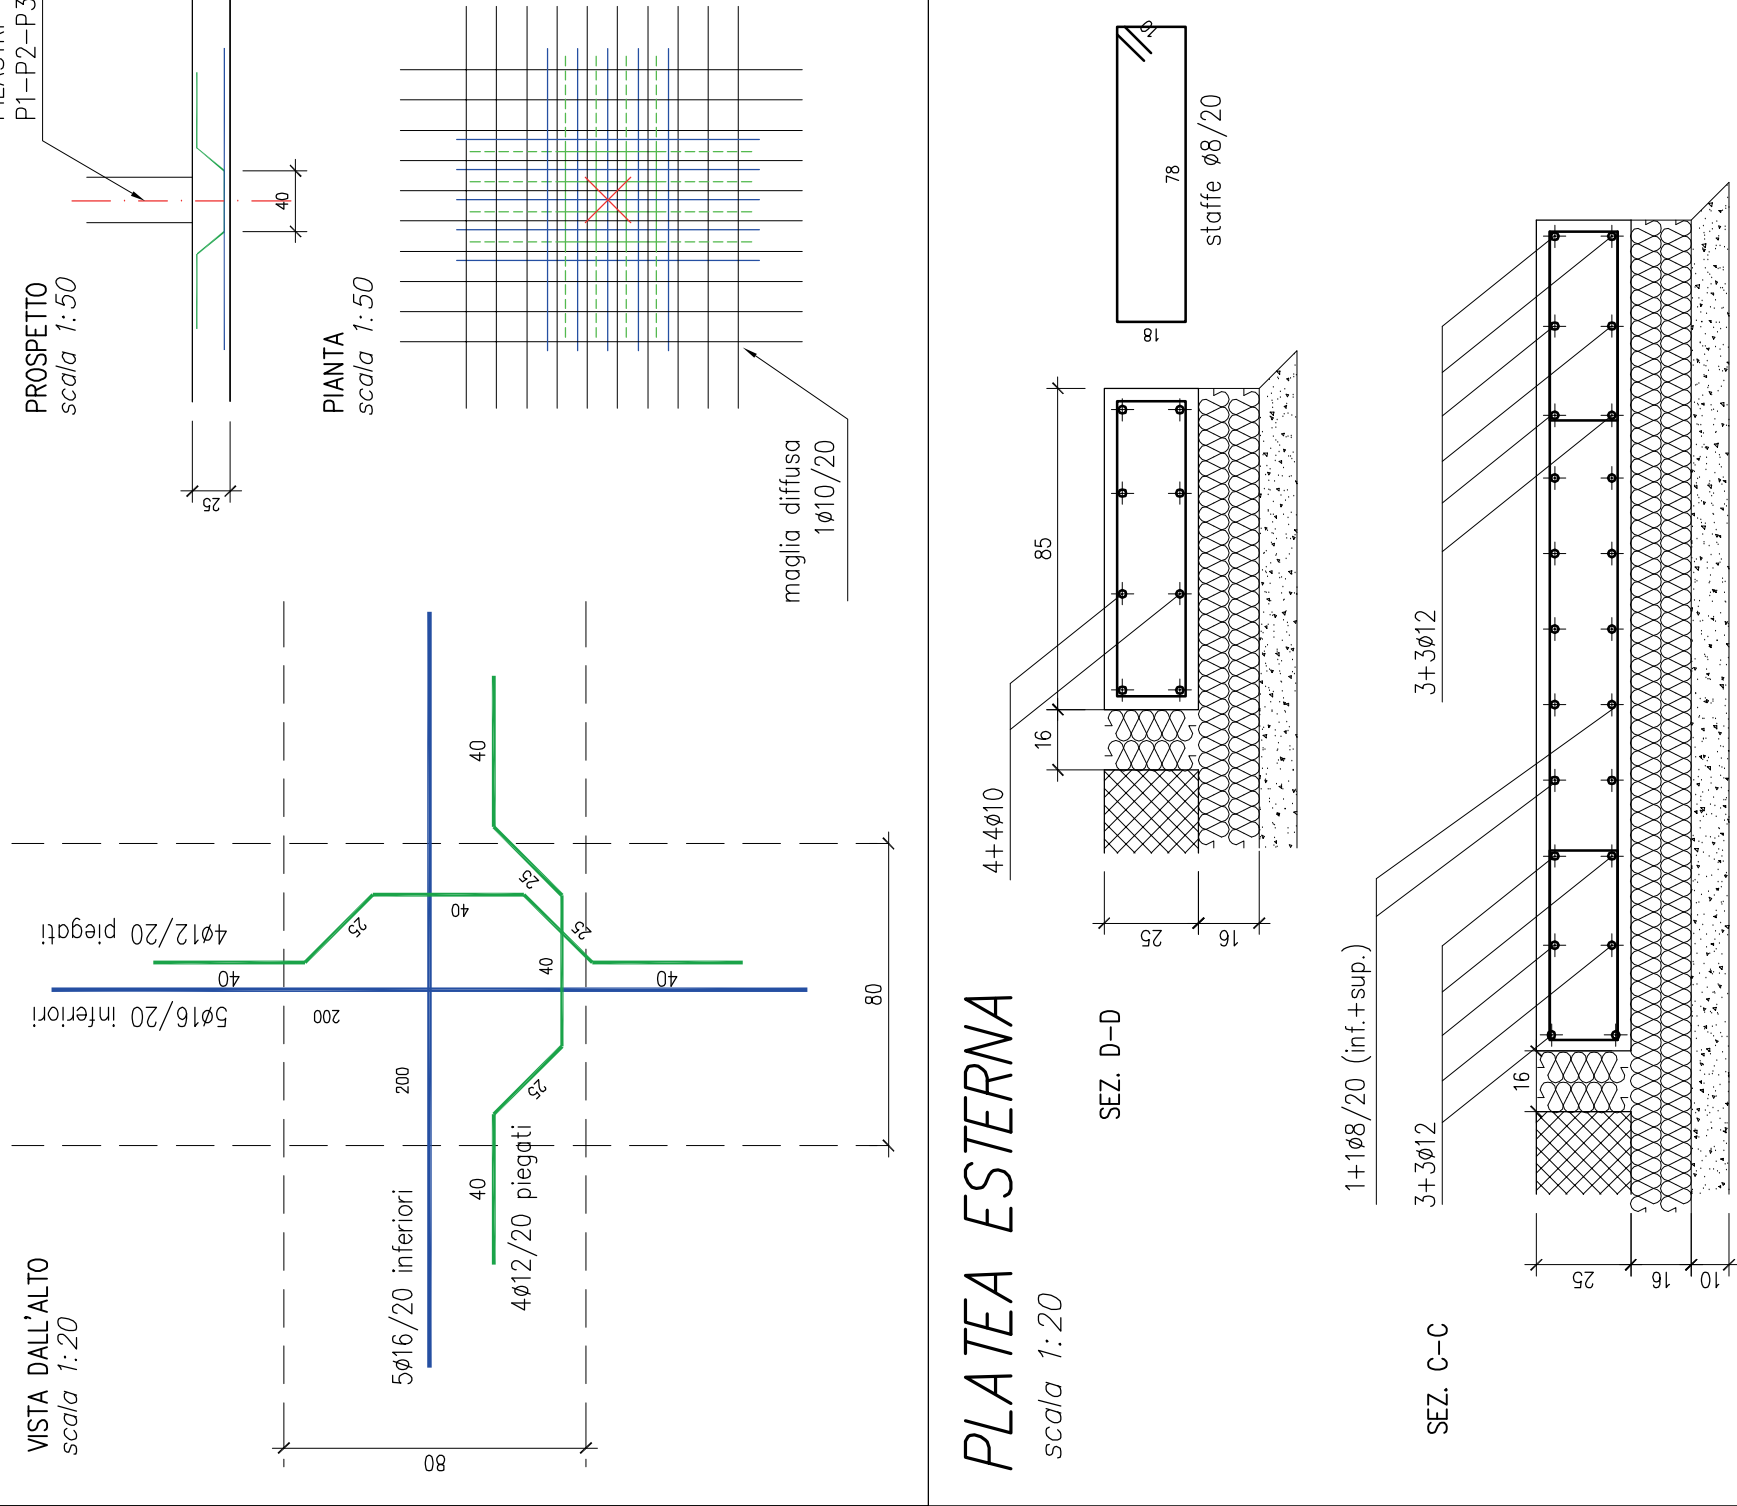 VISTA DALL'ALTO
scala 1:20
5ø16/20 inferiori
200
4ø12/20 piegati
40
25
40
25
40
4ø12/20 piegati
40
25
40
25
40
5ø16/20 inferiori
200
80
80
PROSPETTO
scala 1:50
P1-P2-P3
40
25
PIANTA
scala 1:50
maglia diffusa
1ø10/20
PLATEA ESTERNA
scala 1:20
SEZ. D-D
4+4ø10
16
85
25
16
18
78
staffe ø8/20
SEZ. C-C
1+1ø8/20 (inf.+sup.)
3+3ø12
3+3ø12
16
25
16
10